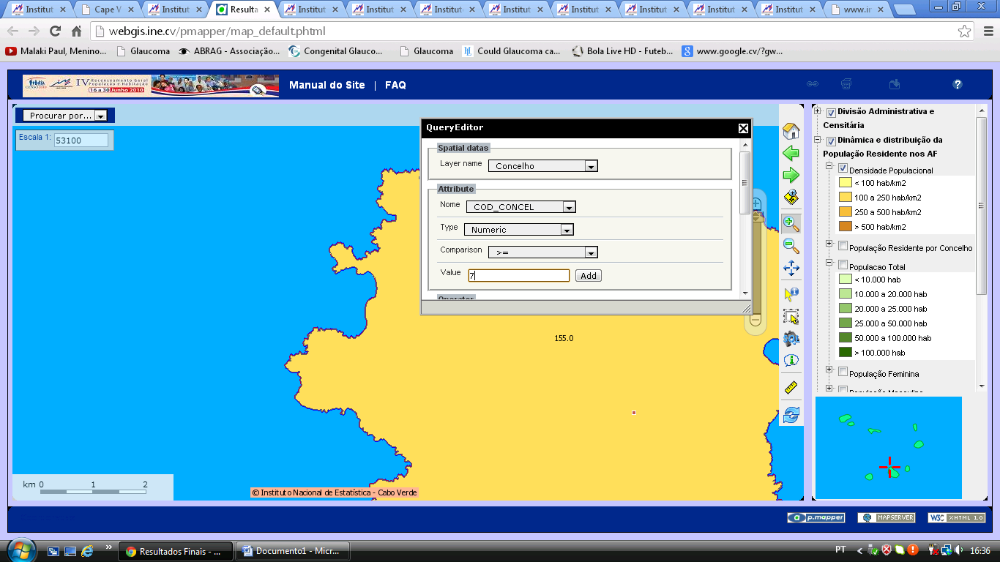 Institut
Cape V
Institut
Resulta
Institut
Institut
Institut
Institut
Institut
Institut
Institut
Institut
www.ir
webgis.ine.cv/pmapper/map_default.phtml
Malaki Paul, Menino...
Glaucoma
ABRAG - Associação...
Congenital Glauco...
Glaucoma
Could Glaucoma ca...
Bola Live HD - Futeb...
www.google.cv/?gw...
IV Recenseamento Geral
População e Habitação
16 a 30 Junho 2010
Manual do Site | FAQ
?
Procurar por...
Escala 1: 53100
QueryEditor
Spatial datas
Layer name Concelho
Attribute
Nome COD_CONCEL
Type Numeric
Comparison >=
Value 7 Add
Operator
155.0
km 0 1 2
© Instituto Nacional de Estatística - Cabo Verde
Divisão Administrativa e
Censitária
Dinâmica e distribuição da
População Residente nos AF
Densidade Populacional
< 100 hab/km2
100 a 250 hab/km2
250 a 500 hab/km2
> 500 hab/km2
População Residente por Concelho
Populacao Total
< 10.000 hab
10.000 a 20.000 hab
20.000 a 25.000 hab
25.000 a 50.000 hab
50.000 a 100.000 hab
> 100.000 hab
População Feminina
População Masculina
p.mapper
MAPSERVER
W3C XHTML 1.0
Resultados Finais - ...
Documento1 - Micr...
PT
16:36